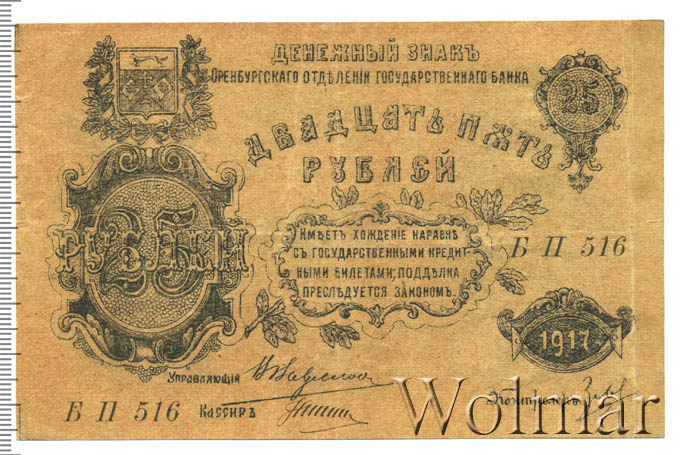 ДЕНЕЖНЫЙ ЗНАКЪ
ОРЕНБУРГСКАГО ОТДѢЛЕНІЯ ГОСУДАРСТВЕННАГО БАНКА
25
ДВАДЦАТЬ ПЯТЬ
РУБЛЕЙ
25
РУБЛЕЙ
ИМѢЕТЪ ХОЖДЕНІЕ НАРАВНѢ
СЪ ГОСУДАРСТВЕННЫМИ КРЕДИТ-
НЫМИ БИЛЕТАМИ; ПОДДѢЛКА
ПРЕСЛѢДУЕТСЯ ЗАКОНОМЪ.
Б П 516
1917
УПРАВЛЯЮЩІЙ
Б П 516
КАССИРЪ
КОНТРОЛЕРЪ
Wolmar